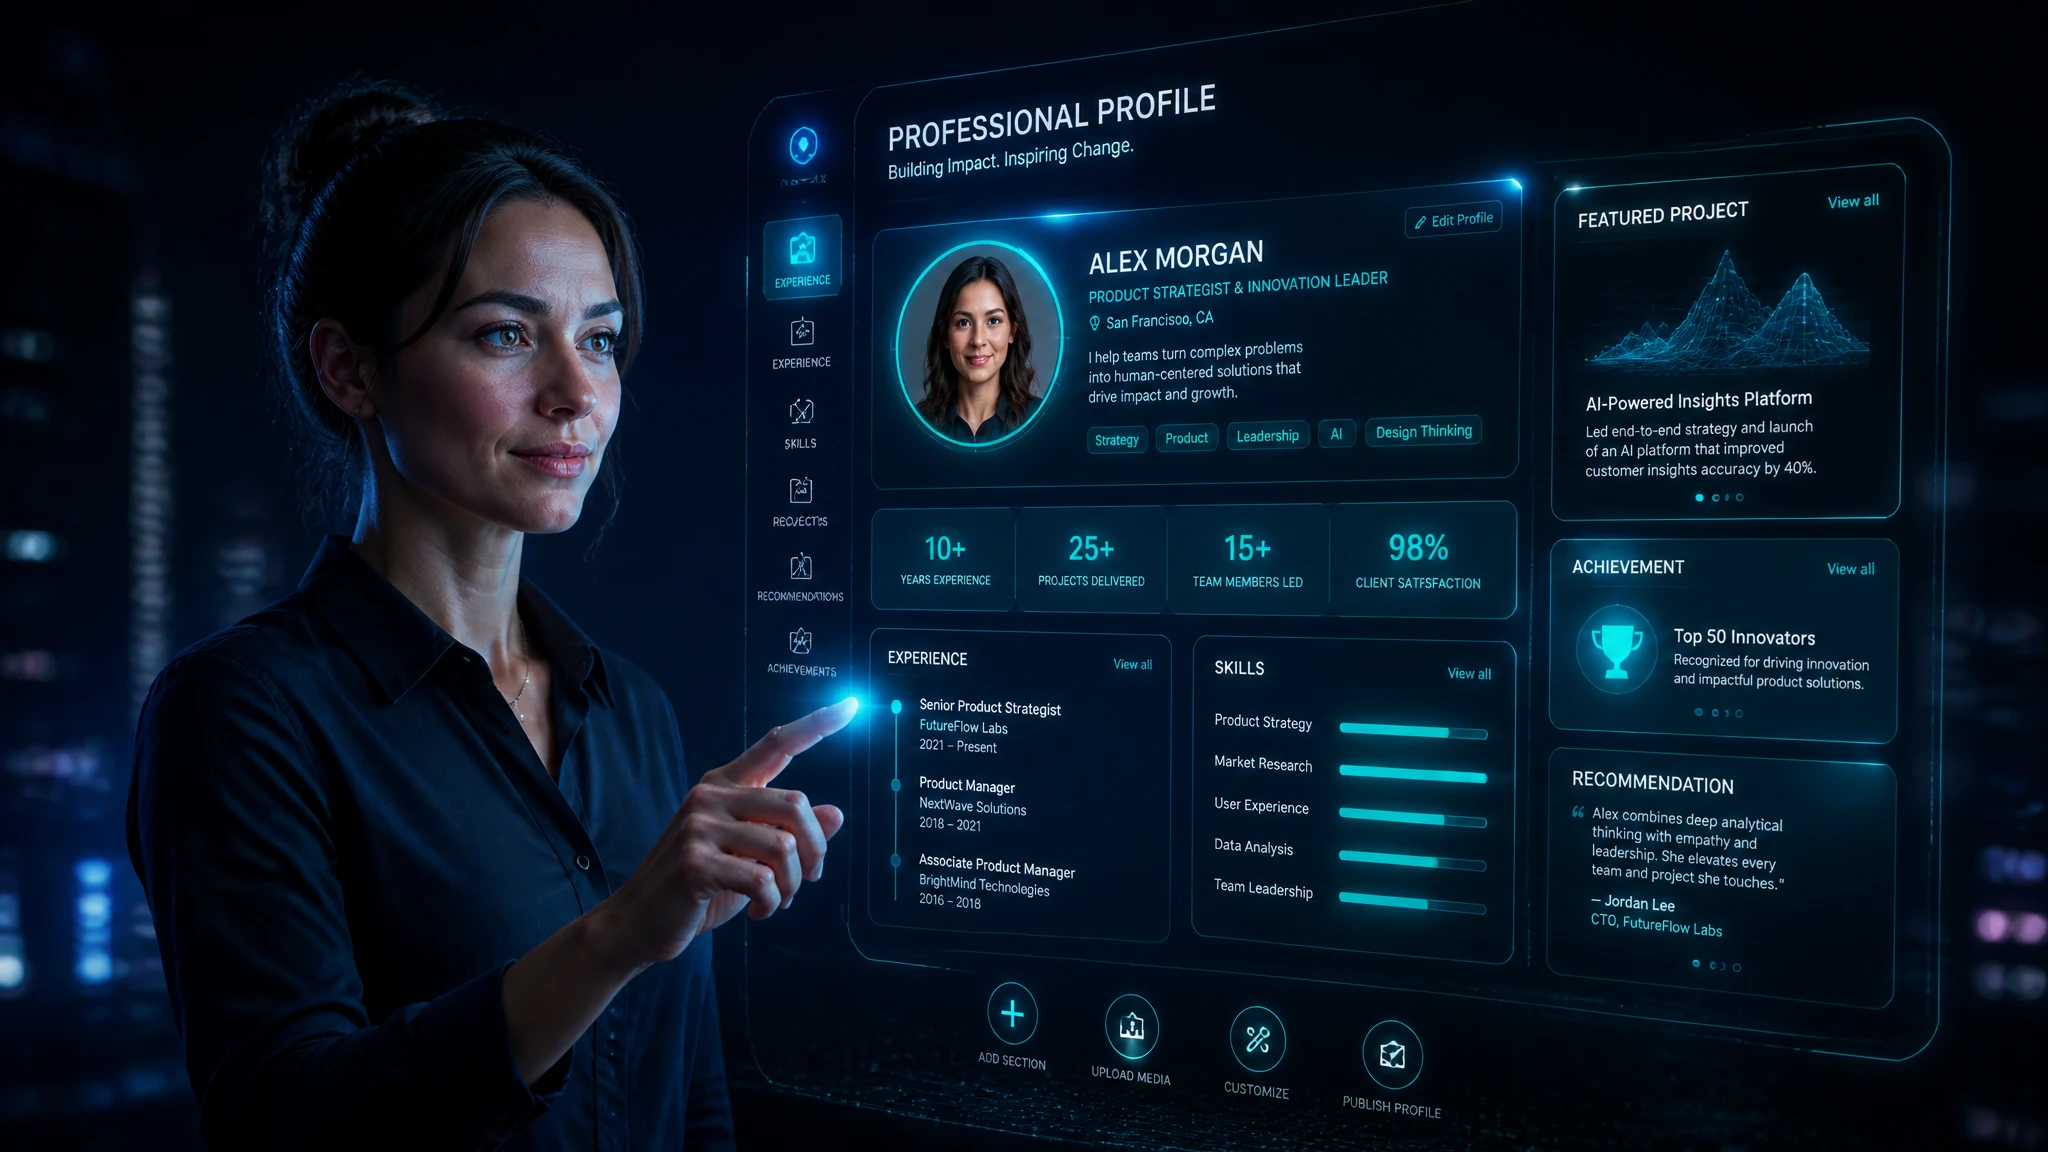 PROFESSIONAL PROFILE
Building Impact. Inspiring Change.
EXPERIENCE
EXPERIENCE
SKILLS
ACHIEVEMENTS
Edit Profile
ALEX MORGAN
PRODUCT STRATEGIST & INNOVATION LEADER
San Francisco, CA
I help teams turn complex problems
into human-centered solutions that
drive impact and growth.
Strategy
Product
Leadership
AI
Design Thinking
10+
YEARS EXPERIENCE
25+
PROJECTS DELIVERED
15+
TEAM MEMBERS LED
98%
CLIENT SATFSFACTION
EXPERIENCE
View all
Senior Product Strategist
FutureFlow Labs
2021 – Present
Product Manager
NextWave Solutions
2018 – 2021
Associate Product Manager
BrightMind Technologies
2016 – 2018
SKILLS
View all
Product Strategy
Market Research
User Experience
Data Analysis
Team Leadership
FEATURED PROJECT
View all
AI-Powered Insights Platform
Led end-to-end strategy and launch
of an AI platform that improved
customer insights accuracy by 40%.
ACHIEVEMENT
View all
Top 50 Innovators
Recognized for driving innovation
and impactful product solutions.
RECOMMENDATION
“ Alex combines deep analytical
thinking with empathy and
leadership. She elevates every
team and project she touches."
— Jordan Lee
CTO, FutureFlow Labs
ADD SECTION
UPLOAD MEDIA
CUSTOMIZE
PUBLISH PROFILE